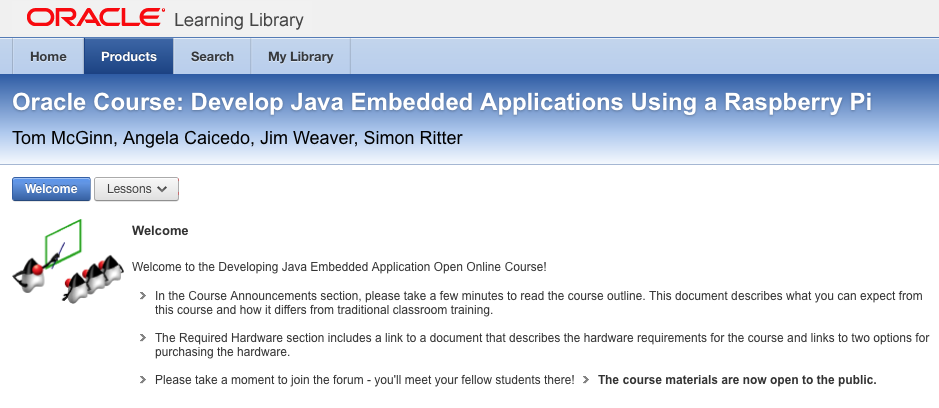 ORACLE Learning Library
Home Products Search My Library
Oracle Course: Develop Java Embedded Applications Using a Raspberry Pi
Tom McGinn, Angela Caicedo, Jim Weaver, Simon Ritter
Welcome Lessons
Welcome
Welcome to the Developing Java Embedded Application Open Online Course!
In the Course Announcements section, please take a few minutes to read the course outline. This document describes what you can expect from
this course and how it differs from traditional classroom training.
The Required Hardware section includes a link to a document that describes the hardware requirements for the course and links to two options for
purchasing the hardware.
Please take a moment to join the forum - you'll meet your fellow students there! The course materials are now open to the public.